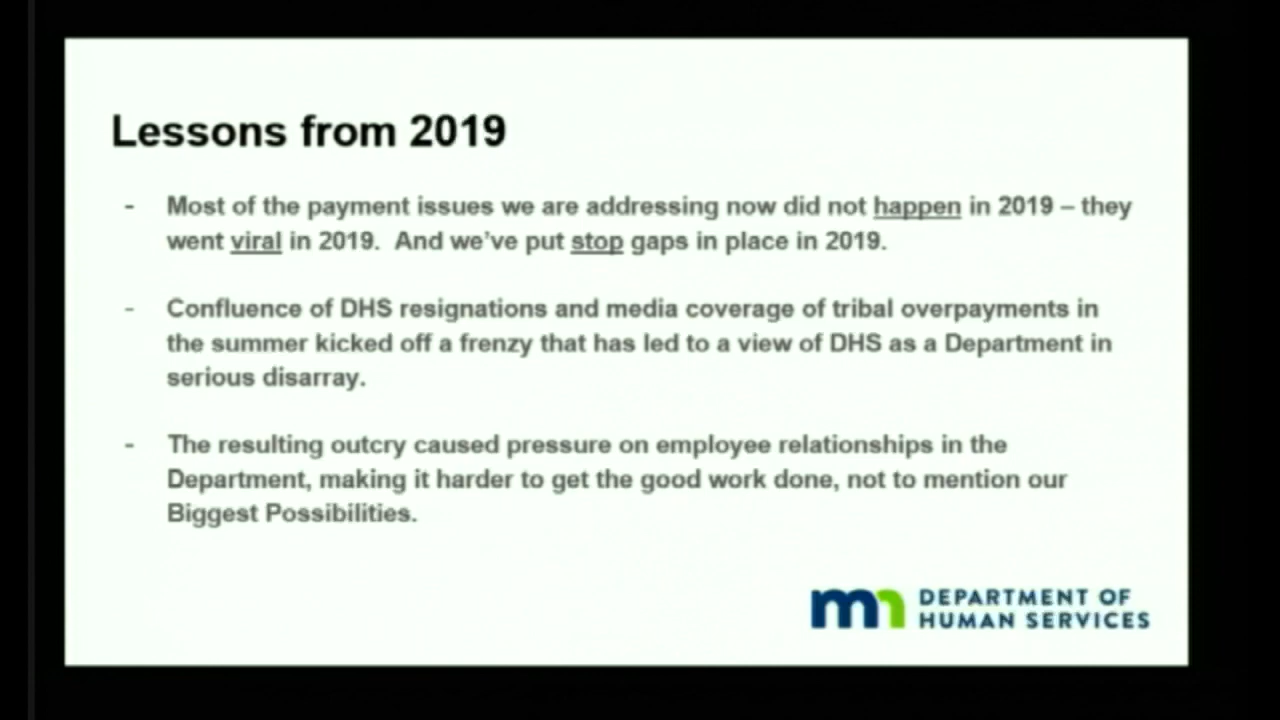 Lessons from 2019
- Most of the payment issues we are addressing now did not happen in 2019 – they
went viral in 2019.  And we've put stop gaps in place in 2019.
- Confluence of DHS resignations and media coverage of tribal overpayments in
the summer kicked off a frenzy that has led to a view of DHS as a Department in
serious disarray.
- The resulting outcry caused pressure on employee relationships in the
Department, making it harder to get the good work done, not to mention our
Biggest Possibilities.
mn DEPARTMENT OF
HUMAN SERVICES